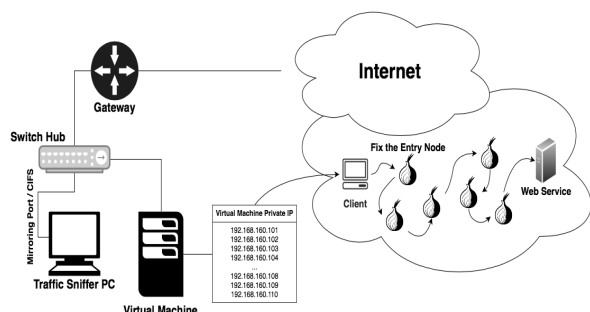 Internet
Gateway
Switch Hub
Mirroring Port / CIFS
Traffic Sniffer PC
Virtual Machine
Virtual Machine Private IP
192.168.160.101
192.168.160.102
192.168.160.103
192.168.160.104
...
192.168.160.108
192.168.160.109
192.168.160.110
Fix the Entry Node
Client
Web Service